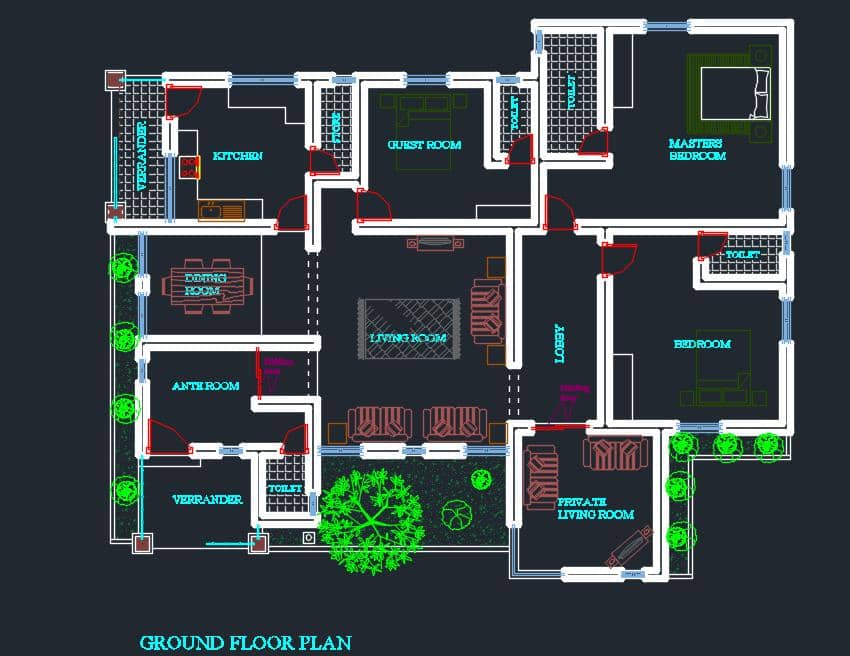 TOILET
VERRANDER
STORE
TOILET
KITCHEN
GUEST ROOM
MASTERS
BEDROOM
TOILET
DINING
ROOM
LIVING ROOM
LOBBY
BEDROOM
ANTE ROOM
TOILET
VERRANDER
PRIVATE
LIVING ROOM
GROUND FLOOR PLAN